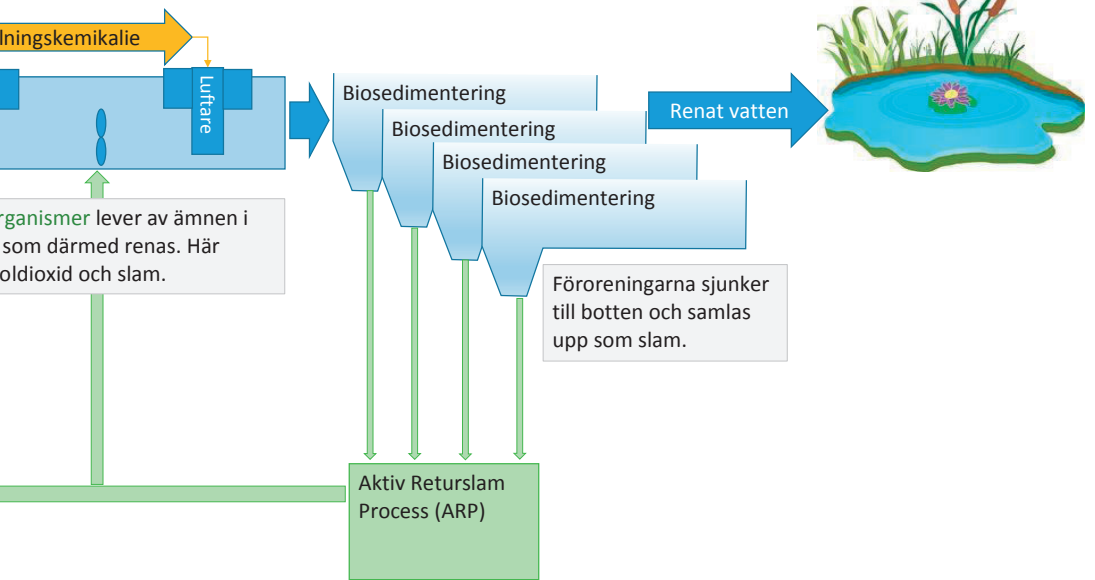 lningskemikalie
Luftare
Biosedimentering
Biosedimentering
Biosedimentering
Biosedimentering
Renat vatten
rganismer lever av ämnen i
som därmed renas. Här
oldioxid och slam.
Föroreningarna sjunker
till botten och samlas
upp som slam.
Aktiv Returslam
Process (ARP)